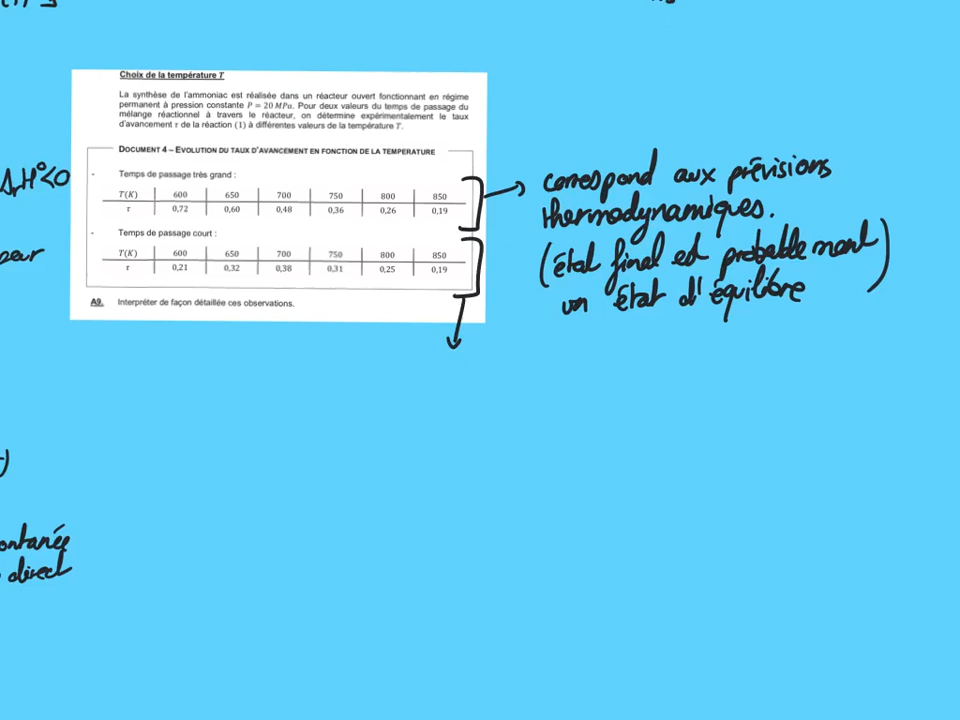 Choix de la température T
La synthèse de l'ammoniac est réalisée dans un réacteur ouvert fonctionnant en régime
permanent à pression constante P = 20 MPa. Pour deux valeurs du temps de passage du
mélange réactionnel à travers le réacteur, on détermine expérimentalement le taux
d'avancement τ de la réaction (1) à différentes valeurs de la température T.
DOCUMENT 4 – EVOLUTION DU TAUX D'AVANCEMENT EN FONCTION DE LA TEMPERATURE
- Temps de passage très grand :
T(K) 600 650 700 750 800 850
τ 0,72 0,60 0,48 0,36 0,26 0,19
- Temps de passage court :
T(K) 600 650 700 750 800 850
τ 0,21 0,32 0,38 0,31 0,25 0,19
A9. Interpréter de façon détaillée ces observations.
ΔrH°<0
correspond aux prévisions
thermodynamiques.
(état final est probablement
un état d'équilibre)
ontanée
direct